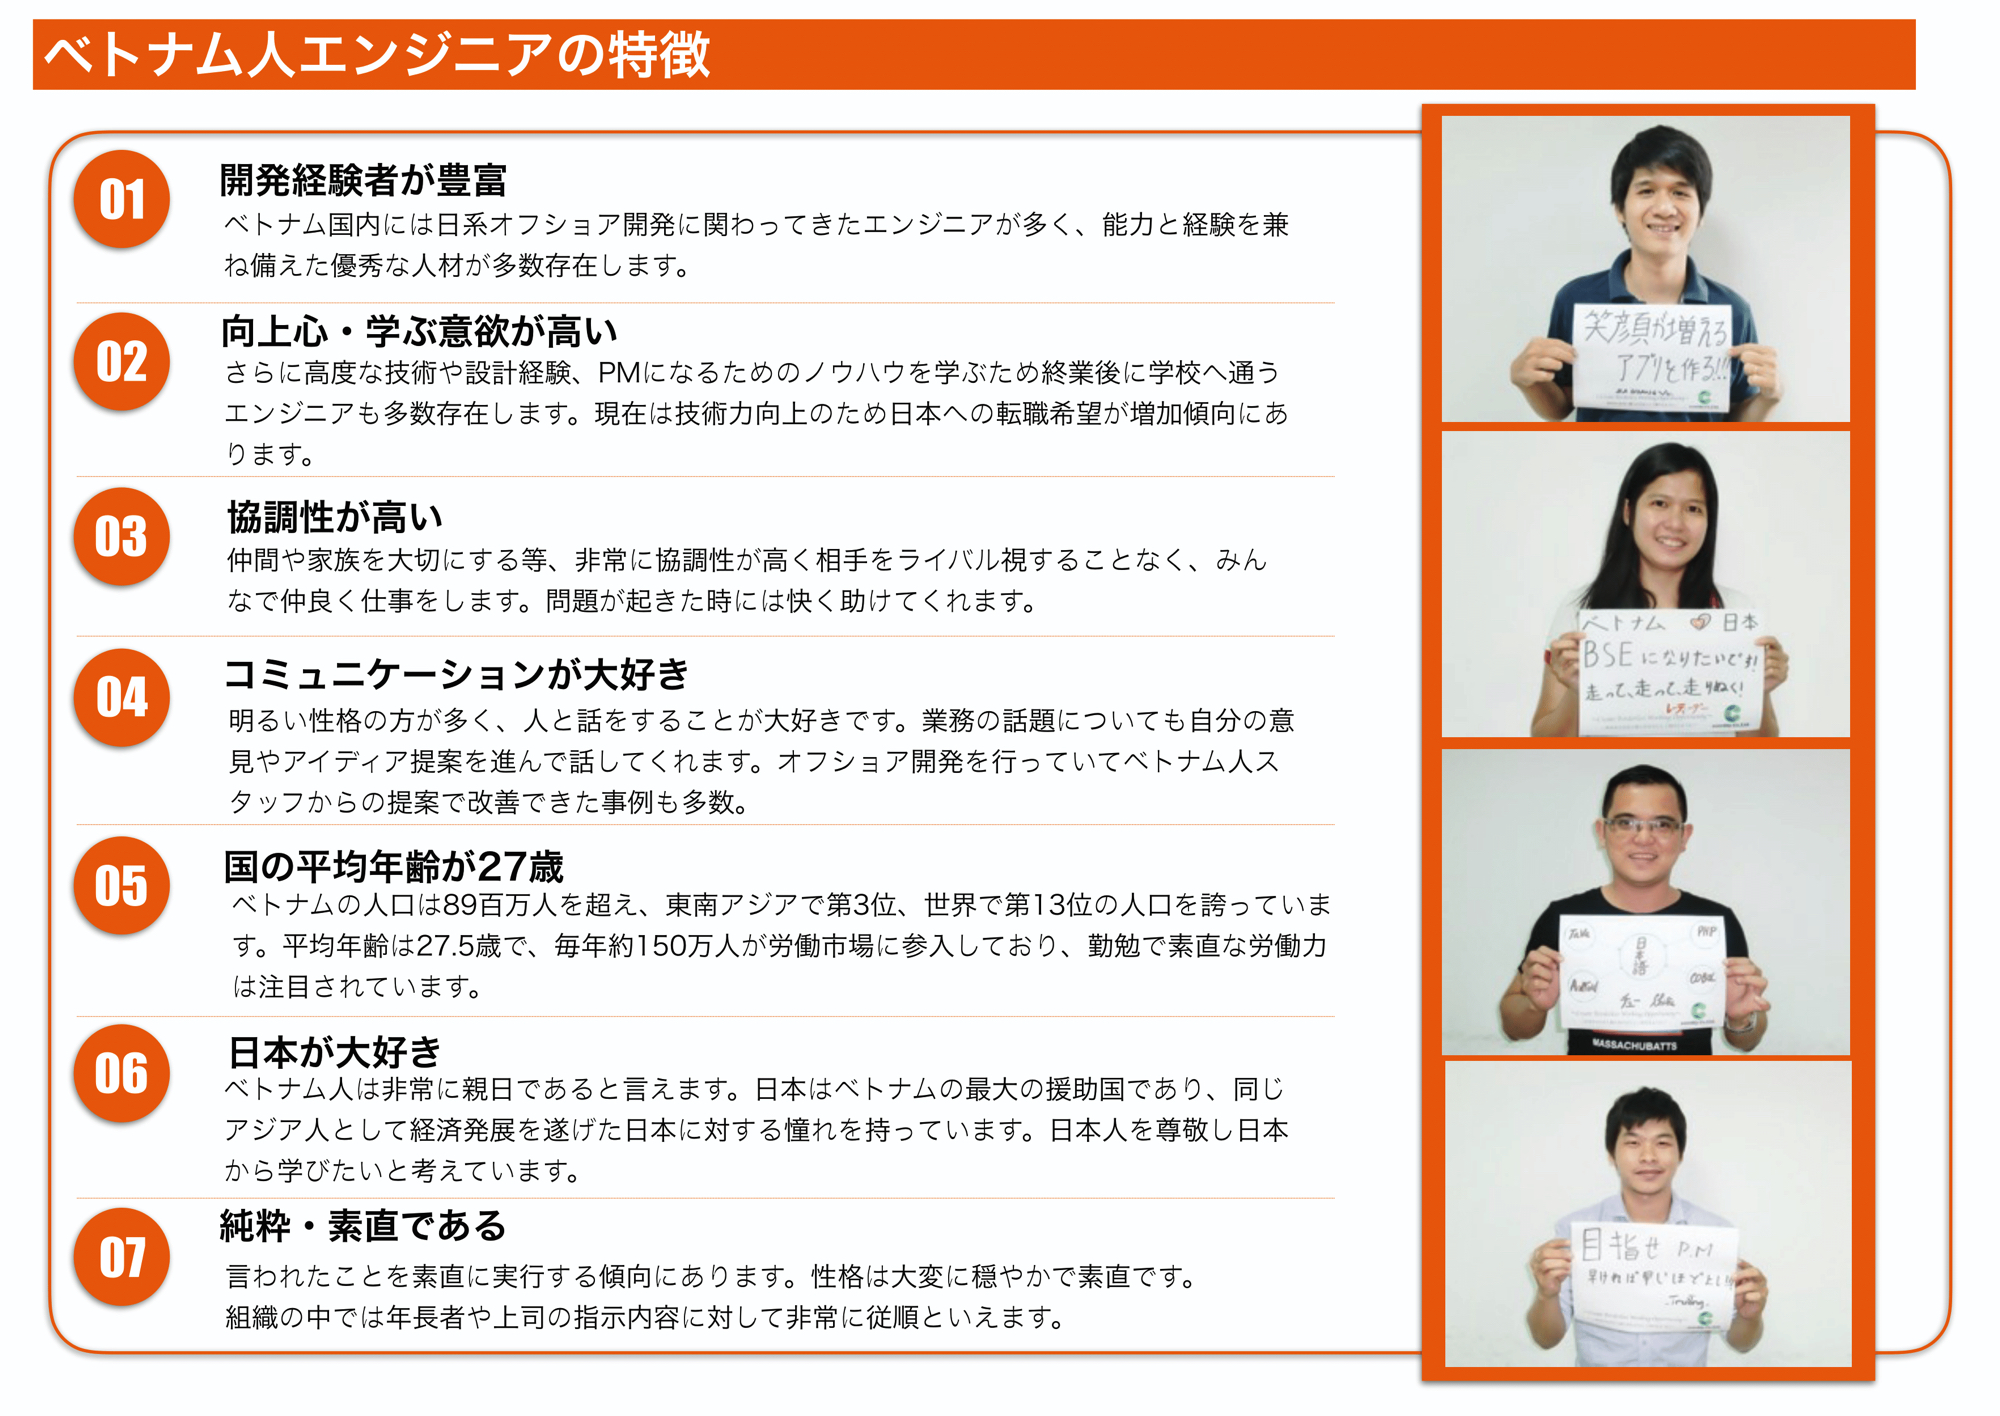 ベトナム人エンジニアの特徴
01
開発経験者が豊富
ベトナム国内には日系オフショア開発に関わってきたエンジニアが多く、能力と経験を兼
ね備えた優秀な人材が多数存在します。
02
向上心・学ぶ意欲が高い
さらに高度な技術や設計経験、PMになるためのノウハウを学ぶため終業後に学校へ通う
エンジニアも多数存在します。現在は技術力向上のため日本への転職希望が増加傾向にあ
ります。
03
協調性が高い
仲間や家族を大切にする等、非常に協調性が高く相手をライバル視することなく、みん
なで仲良く仕事をします。問題が起きた時には快く助けてくれます。
04
コミュニケーションが大好き
明るい性格の方が多く、人と話をすることが大好きです。業務の話題についても自分の意
見やアイディア提案を進んで話してくれます。オフショア開発を行っていてベトナム人ス
タッフからの提案で改善できた事例も多数。
05
国の平均年齢が27歳
ベトナムの人口は89百万人を超え、東南アジアで第3位、世界で第13位の人口を誇っていま
す。平均年齢は27.5歳で、毎年約150万人が労働市場に参入しており、勤勉で素直な労働力
は注目されています。
06
日本が大好き
ベトナム人は非常に親日であると言えます。日本はベトナムの最大の援助国であり、同じ
アジア人として経済発展を遂げた日本に対する憧れを持っています。日本人を尊敬し日本
から学びたいと考えています。
07
純粋・素直である
言われたことを素直に実行する傾向にあります。性格は大変に穏やかで素直です。
組織の中では年長者や上司の指示内容に対して非常に従順といえます。
笑顔が増える
アプリを作ろ!!!
ベトナム 日本
BSEになりたいです!
走って、走って、走りぬく!
Java
PHP
日本語
Android
COBOL
チュー
MASSACHUBATTS
目指せ P.M
早ければ早いほどよし!!
-Trường-